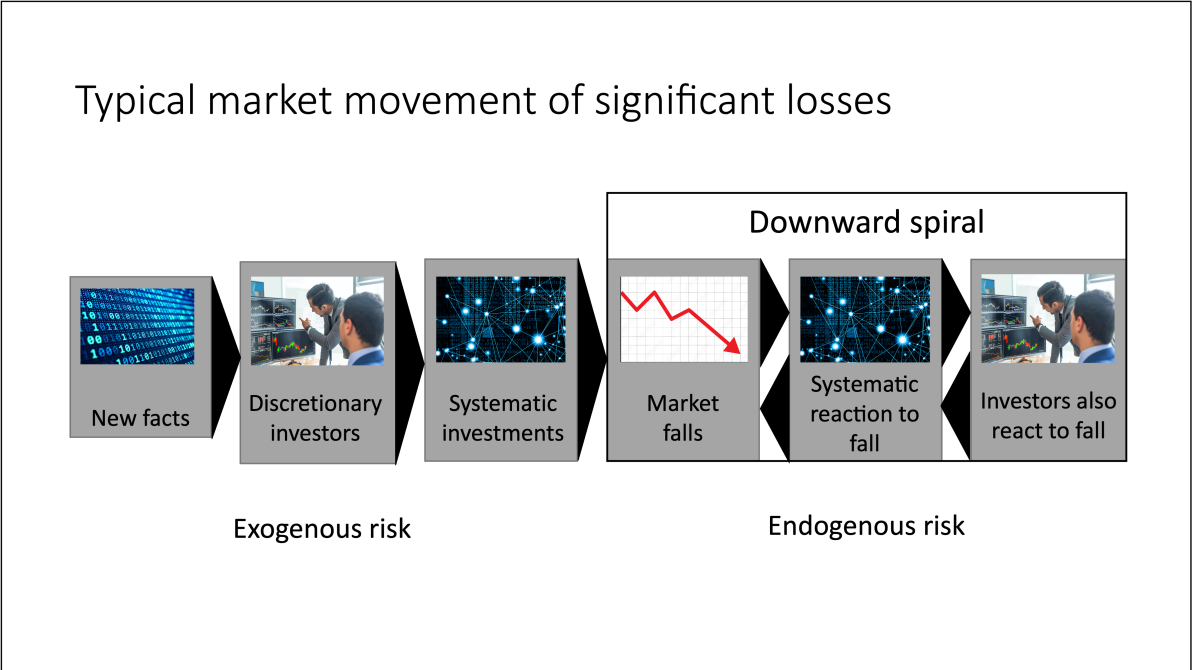 Typical market movement of significant losses
Downward spiral
New facts
Discretionary
investors
Systematic
investments
Market
falls
Systematic
reaction to
fall
Investors also
react to fall
Exogenous risk
Endogenous risk